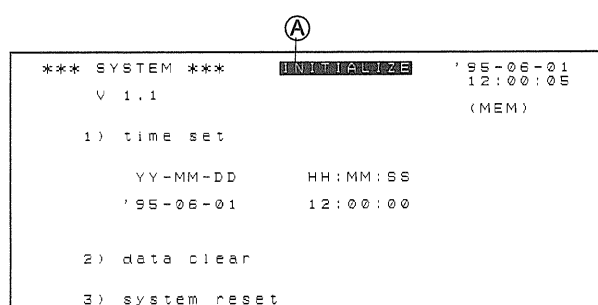 A
*** SYSTEM *** INITIALIZE '95-06-01
12:00:05
V 1.1
(MEM)
1) time set
YY-MM-DD HH:MM:SS
'95-06-01 12:00:00
2) data clear
3) system reset